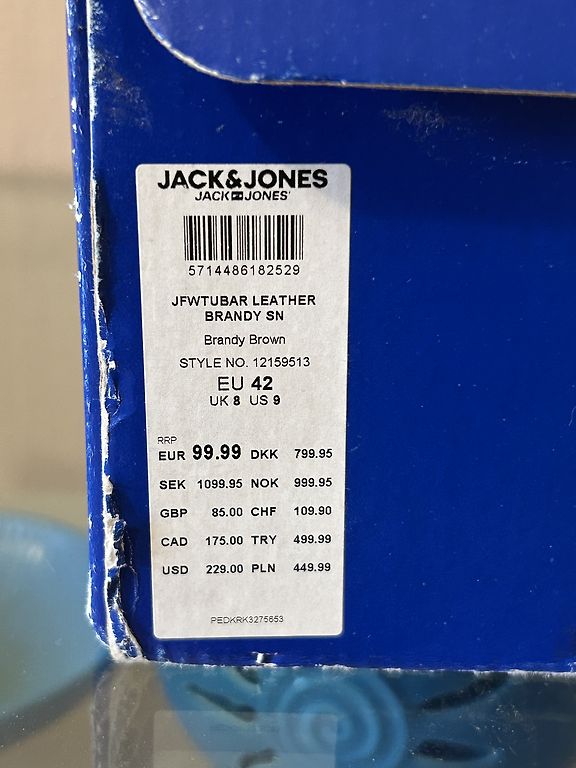 JACK&JONES
JACK JONES
5714486182529
JFWTUBAR LEATHER
BRANDY SN
Brandy Brown
STYLE NO. 12159513
EU 42
UK 8 US 9
RRP
EUR 99.99 DKK 799.95
SEK 1099.95 NOK 999.95
GBP 85.00 CHF 109.90
CAD 175.00 TRY 499.99
USD 229.00 PLN 449.99
PEDKRK3275653